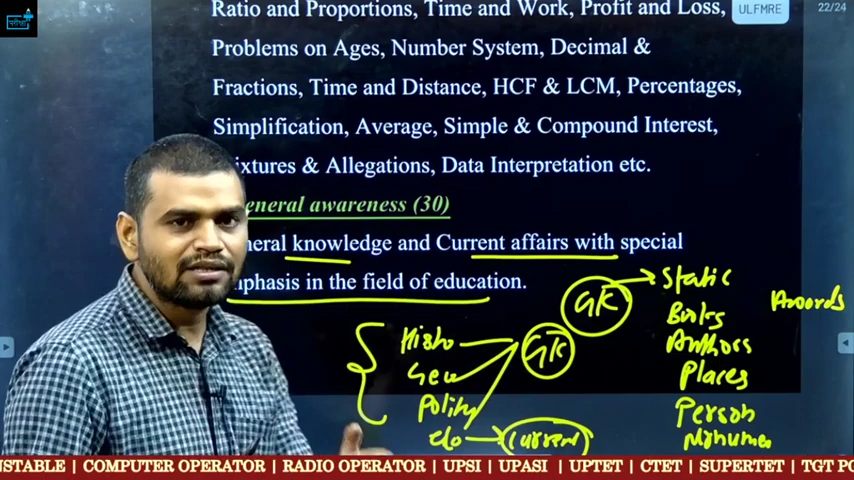 परीक्षा
Ratio and Proportions, Time and Work, Profit and Loss,
ULFMRE
22/24
Problems on Ages, Number System, Decimal &
Fractions, Time and Distance, HCF & LCM, Percentages,
Simplification, Average, Simple & Compound Interest,
ixtures & Allegations, Data Interpretation etc.
eneral awareness (30)
neral knowledge and Current affairs with special
mphasis in the field of education.
GK
Static
Books
Awards
Authors
Places
Person
Monumen
Histo
Geo
Polity
GK
Eco
Current
NSTABLE | COMPUTER OPERATOR | RADIO OPERATOR | UPSI | UPASI | UPTET | CTET | SUPERTET | TGT PG